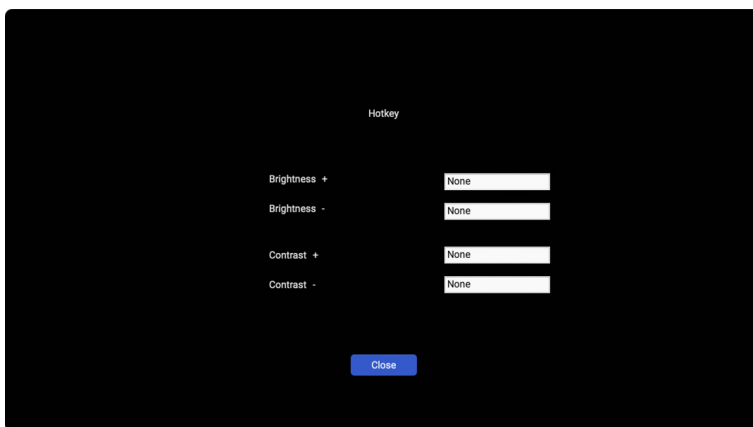 Hotkey
Brightness + None
Brightness - None
Contrast + None
Contrast - None
Close